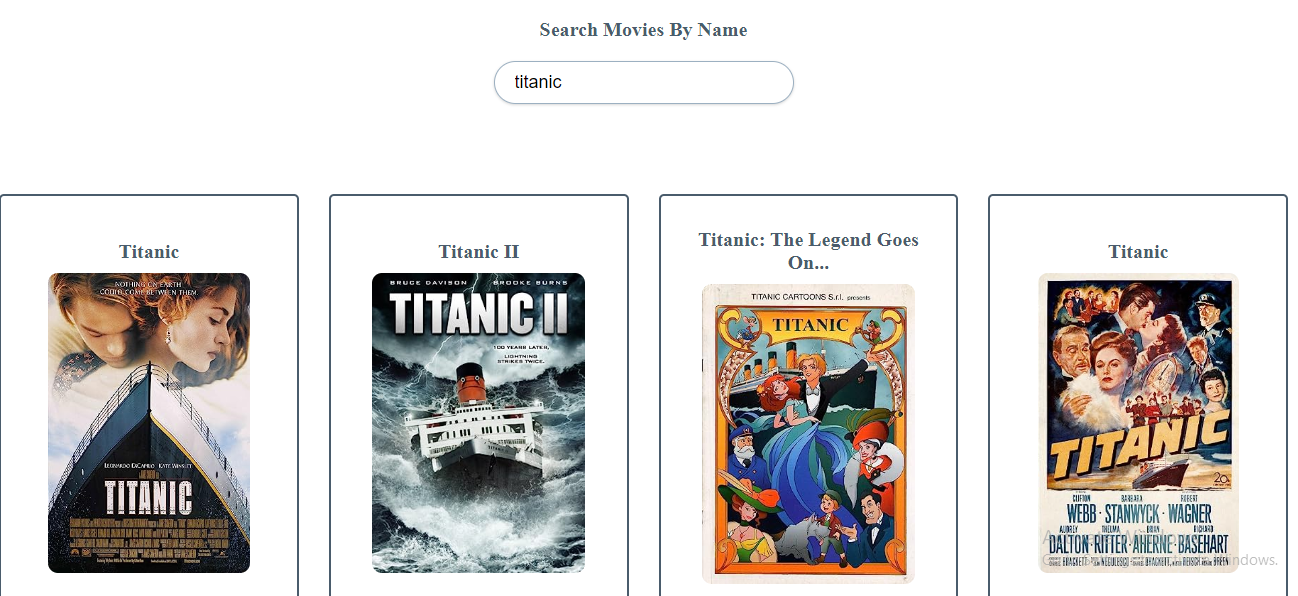 Search Movies By Name
titanic
Titanic
NOTHING ON EARTH
COULD COME BETWEEN THEM.
LEONARDO DiCAPRIO KATE WINSLET
TITANIC
Titanic II
BRUCE DAVISON BROOKE BURNS
TITANIC II
100 YEARS LATER,
LIGHTNING
STRIKES TWICE.
Titanic: The Legend Goes
On...
TITANIC CARTOONS S.r.l. presents
TITANIC
Titanic
TITANIC
CLIFTON BARBARA ROBERT
WEBB · STANWYCK · WAGNER
AUDREY THELMA BRIAN RICHARD
DALTON · RITTER · AHERNE · BASEHART